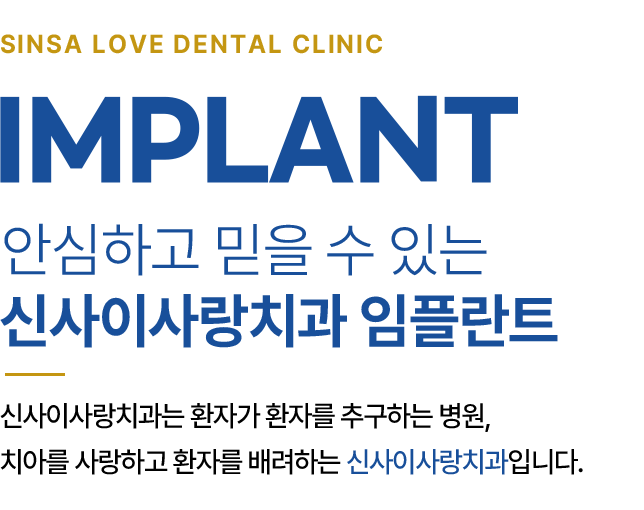 SINSA LOVE DENTAL CLINIC
IMPLANT
안심하고 믿을 수 있는
신사이사랑치과 임플란트
신사이사랑치과는 환자가 환자를 추구하는 병원,
치아를 사랑하고 환자를 배려하는 신사이사랑치과입니다.